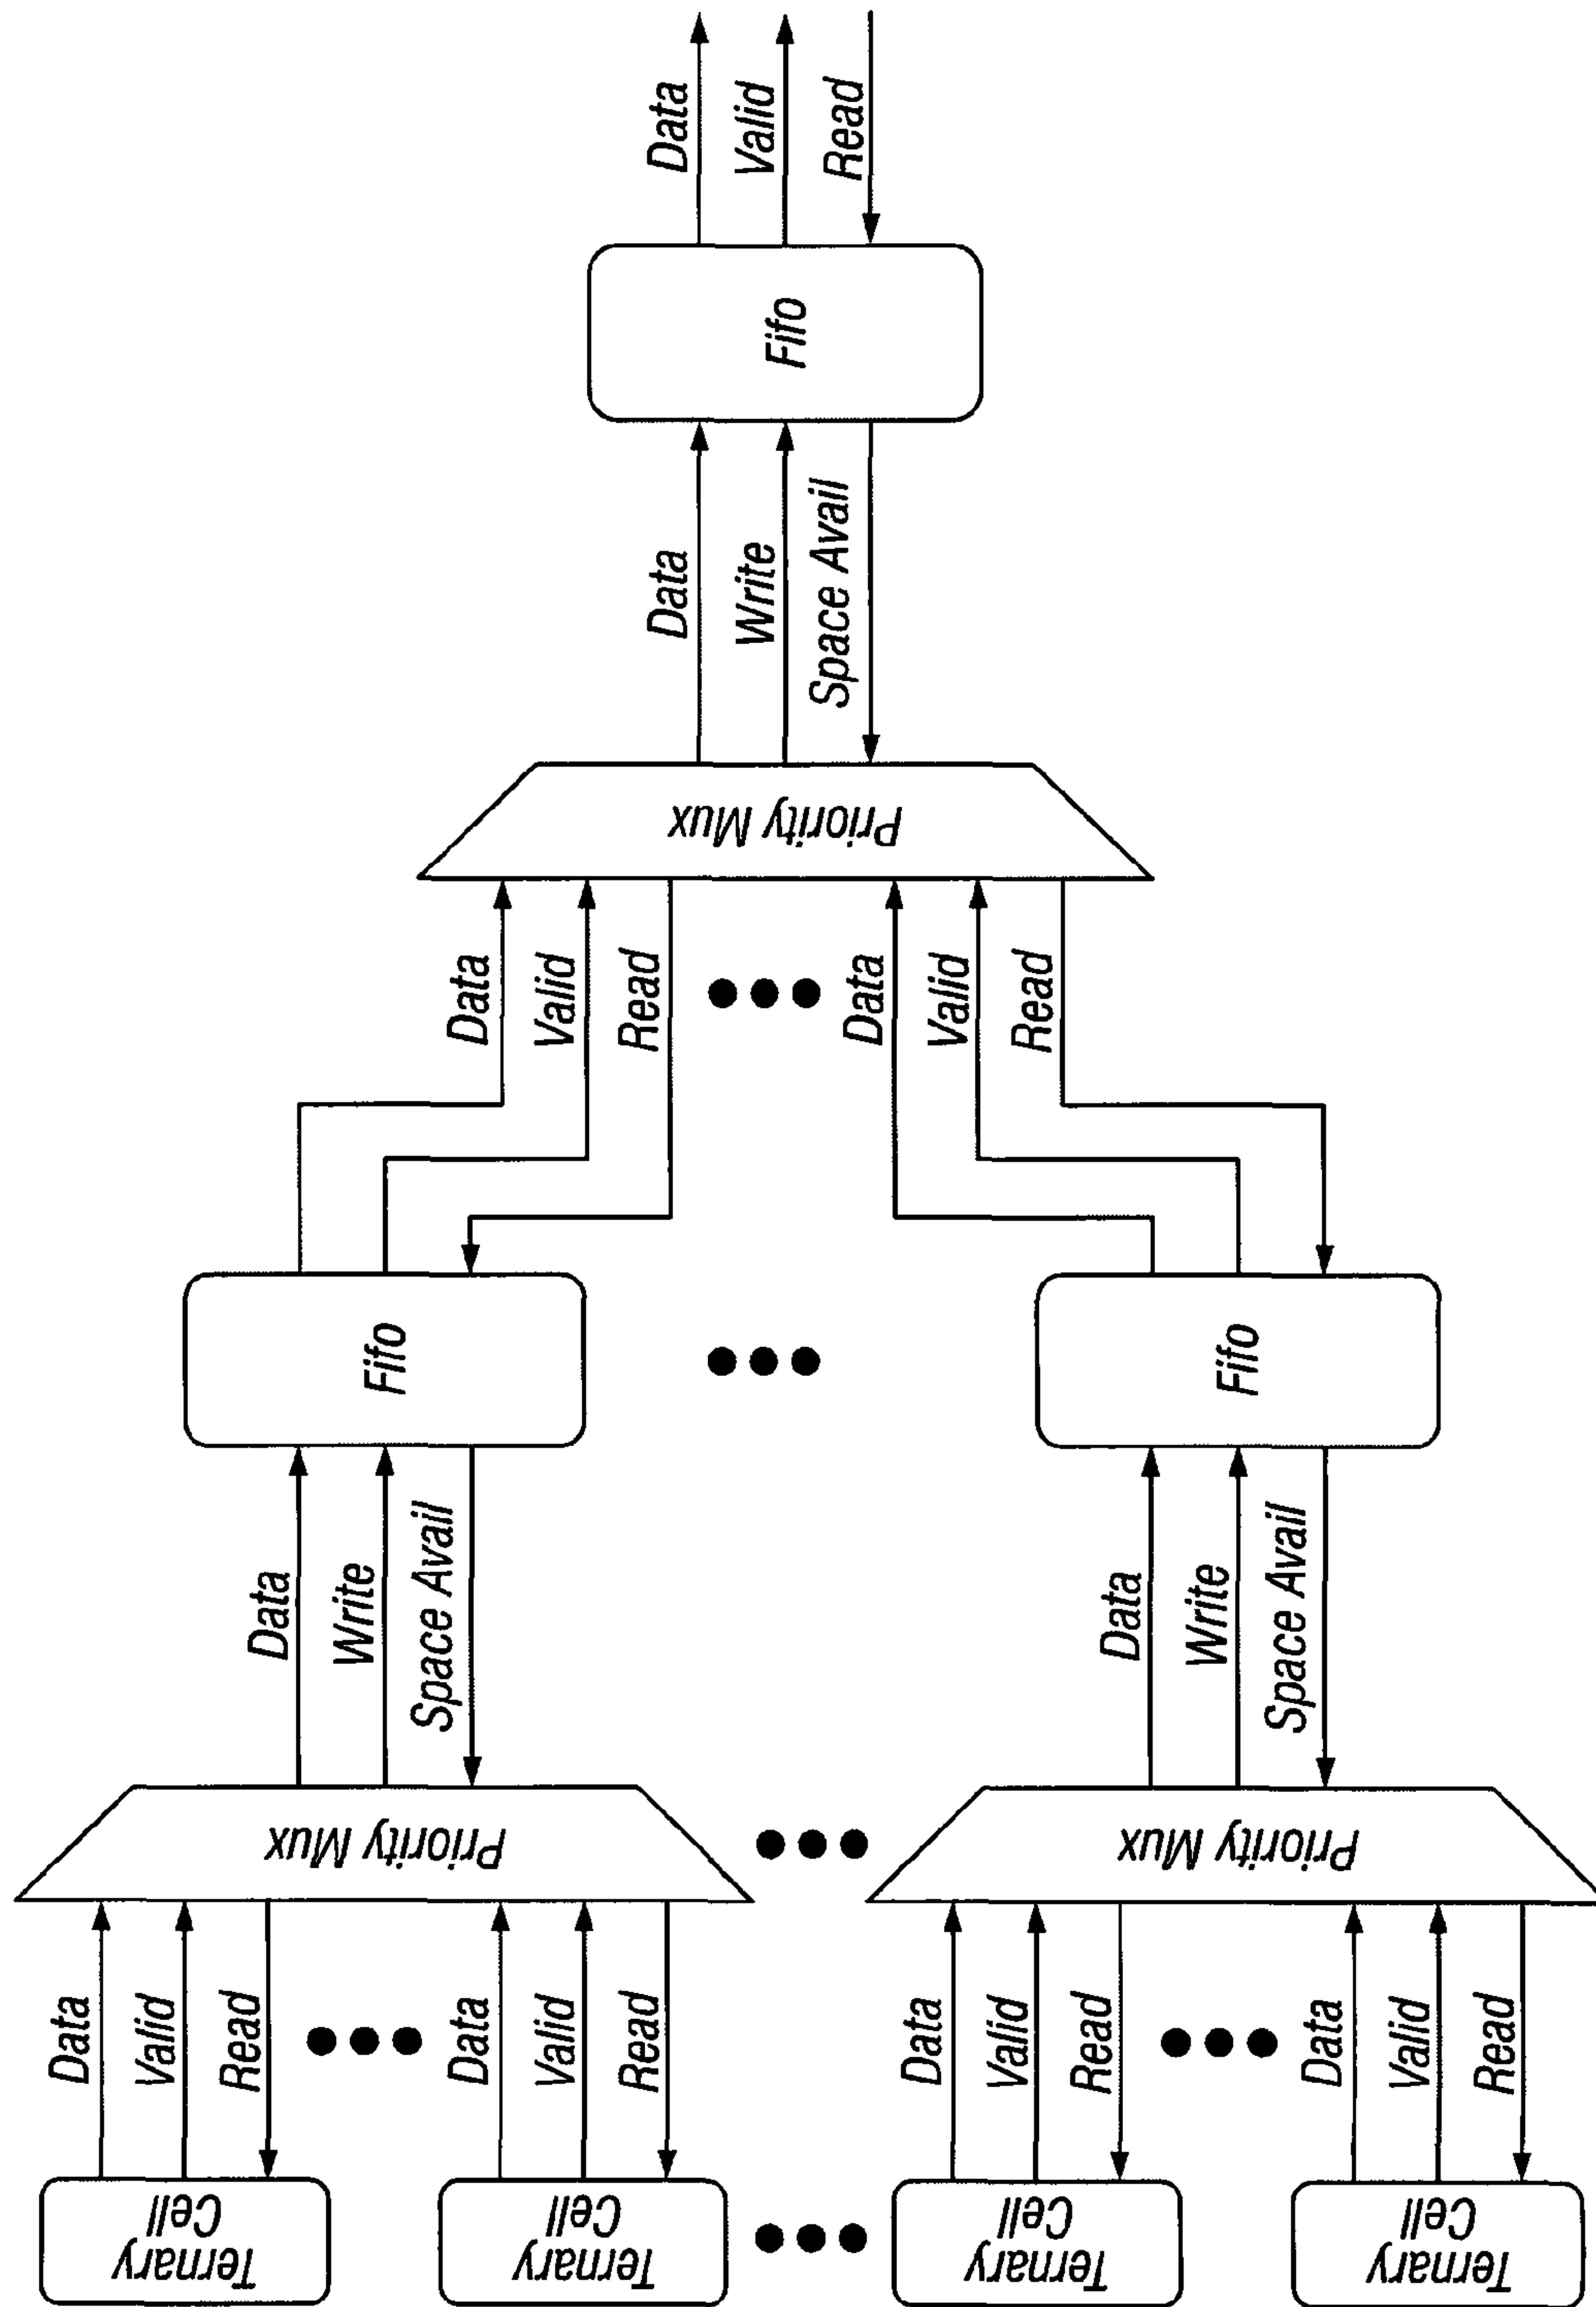 Data
Valid
Read
Fifo
Data
Write
Space Avail
Priority Mux
Data
Valid
Read
Data
Valid
Read
Fifo
Fifo
Data
Write
Space Avail
Data
Write
Space Avail
Priority Mux
Priority Mux
Data
Valid
Read
Data
Valid
Read
Data
Valid
Read
Data
Valid
Read
Ternary
Cell
Ternary
Cell
Ternary
Cell
Ternary
Cell